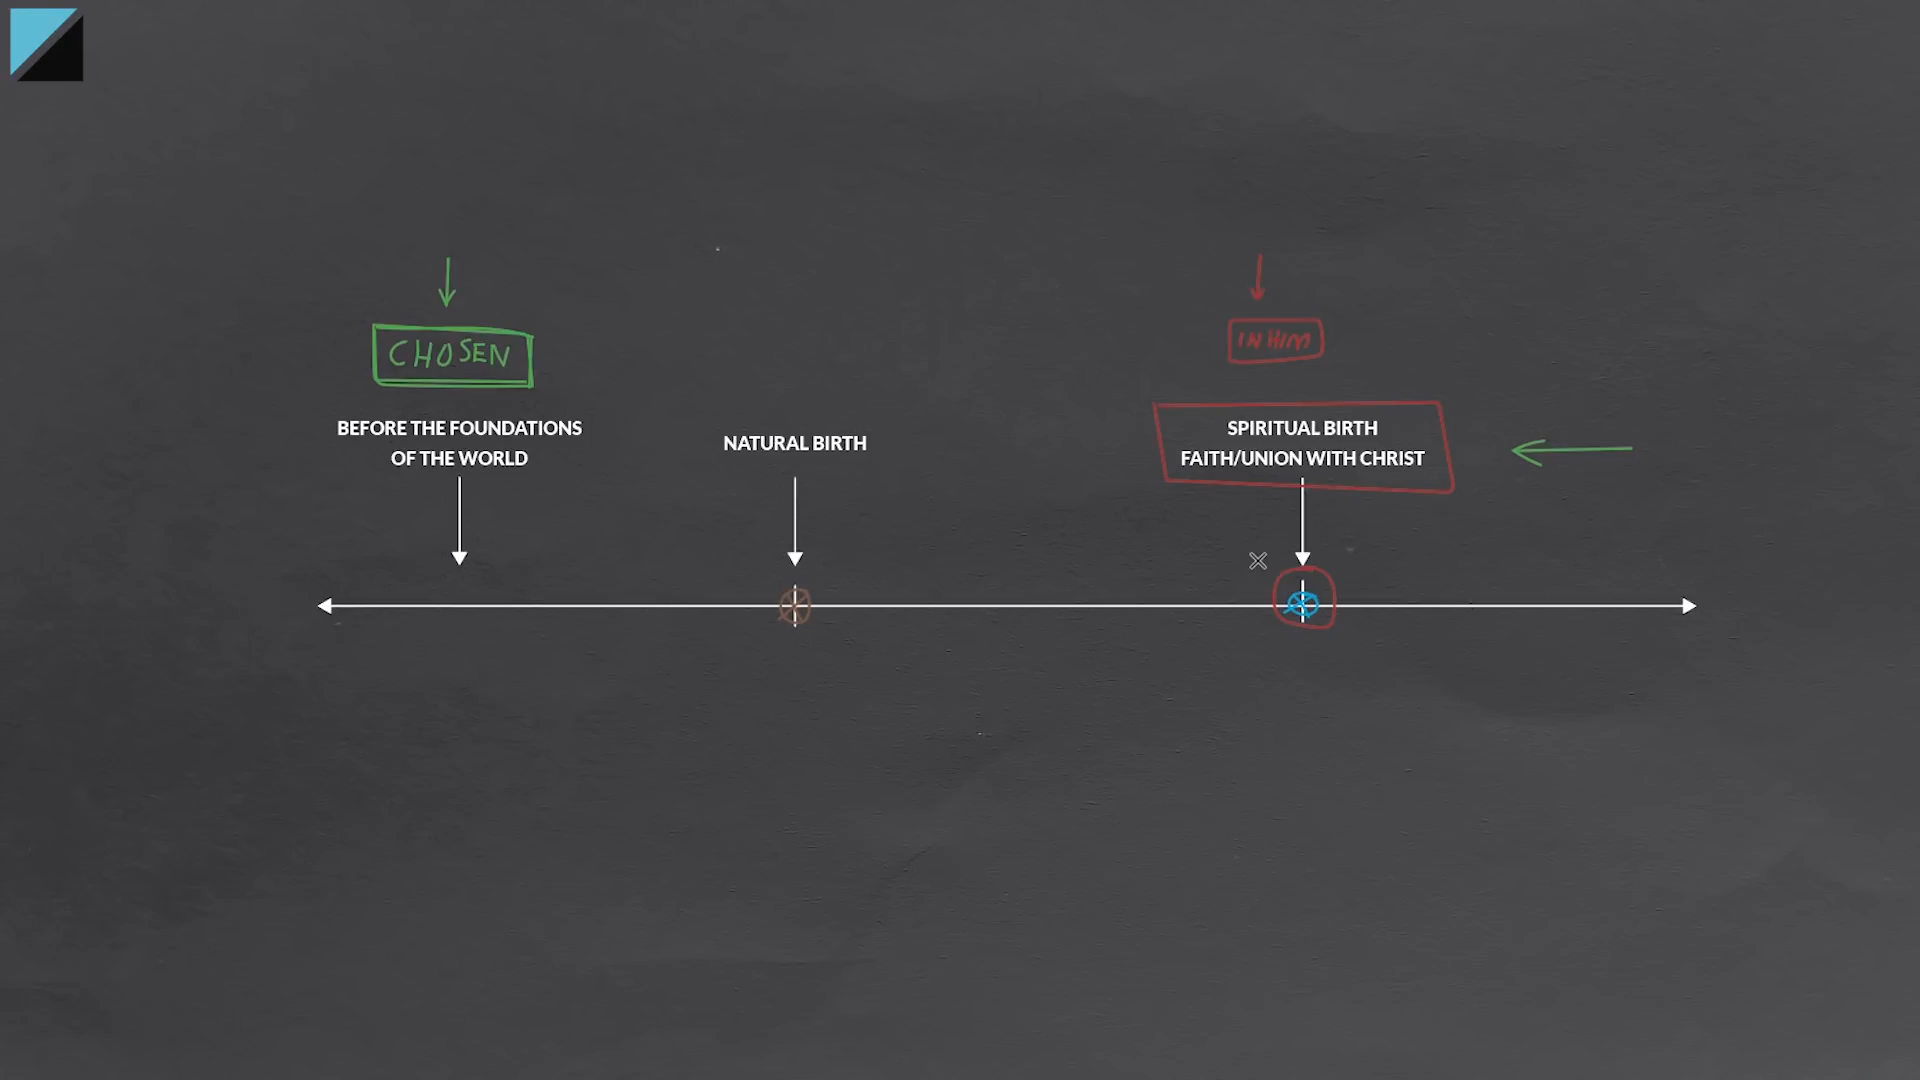 CHOSEN
IN HIM
BEFORE THE FOUNDATIONS
OF THE WORLD
NATURAL BIRTH
SPIRITUAL BIRTH
FAITH/UNION WITH CHRIST